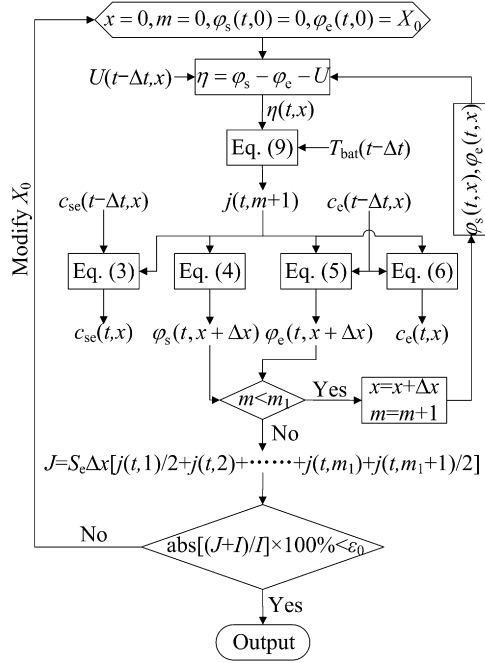 x = 0, m = 0, φs(t,0) = 0, φe(t,0) = X0
U(t−Δt,x)
η = φs − φe − U
η(t,x)
Eq. (9)
Tbat(t−Δt)
φs(t,x), φe(t,x)
Modify X0
cse(t−Δt,x)
j(t,m+1)
ce(t−Δt,x)
Eq. (3)
Eq. (4)
Eq. (5)
Eq. (6)
cse(t,x)
φs(t,x+Δx)
φe(t,x+Δx)
ce(t,x)
m<m1
Yes
x=x+Δx
m=m+1
No
J=SeΔx[j(t,1)/2+j(t,2)+······+j(t,m1)+j(t,m1+1)/2]
No
abs[(J+I)/I]×100%<ε0
Yes
Output